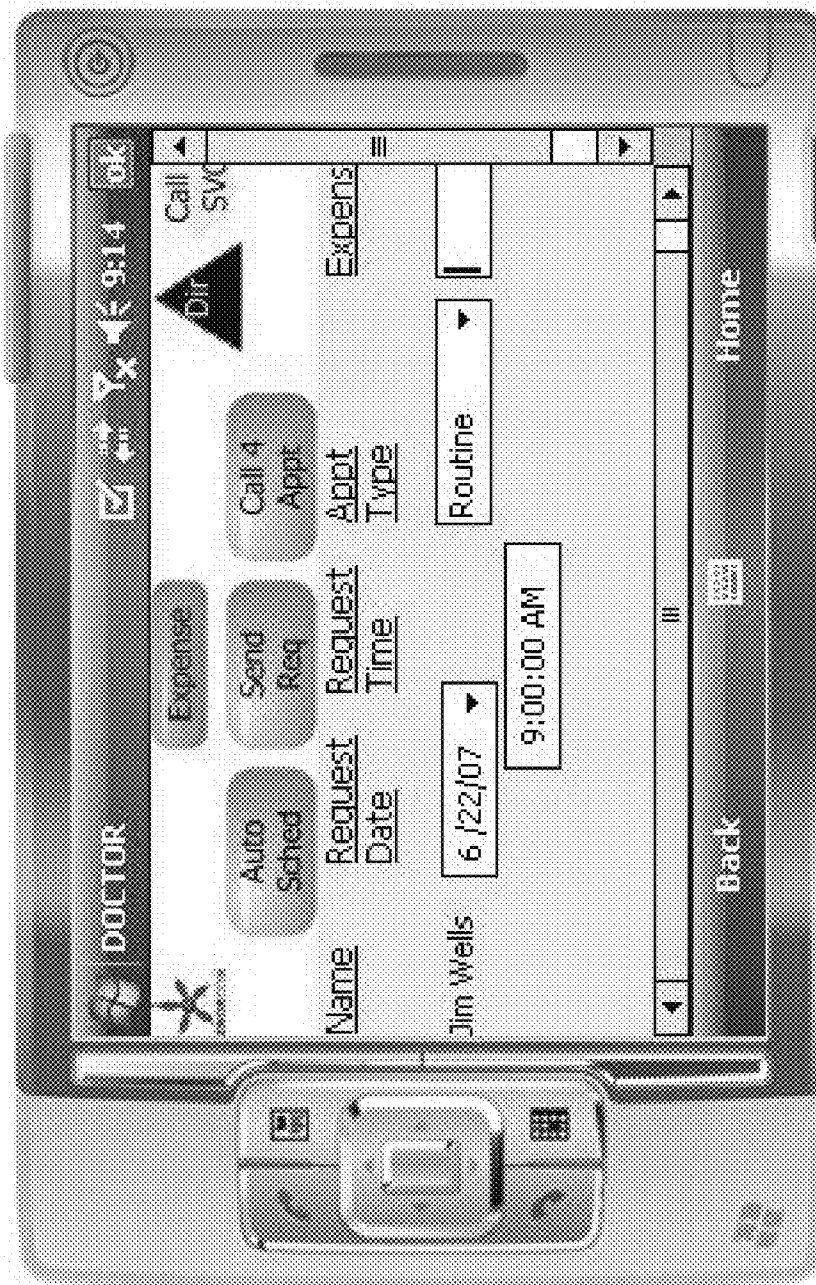 DOCTOR 9:14 ok
Expense
Dir
Call
SVC
Auto
Sched
Send
Req
Call 4
Appt
Name
Request
Date
Request
Time
Appt
Type
Expens
Jim Wells
6 /22/07
Routine
9:00:00 AM
Back
Home